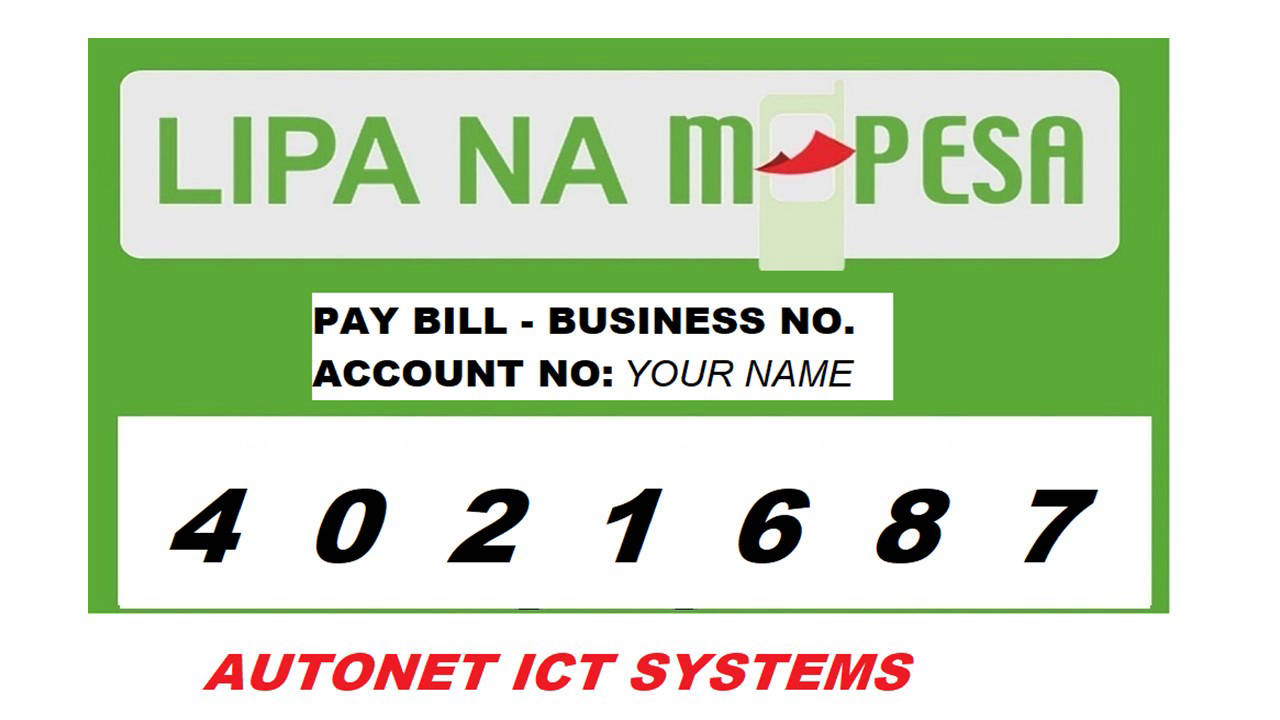 LIPA NA M-PESA
PAY BILL - BUSINESS NO.
ACCOUNT NO: YOUR NAME
4 0 2 1 6 8 7
AUTONET ICT SYSTEMS